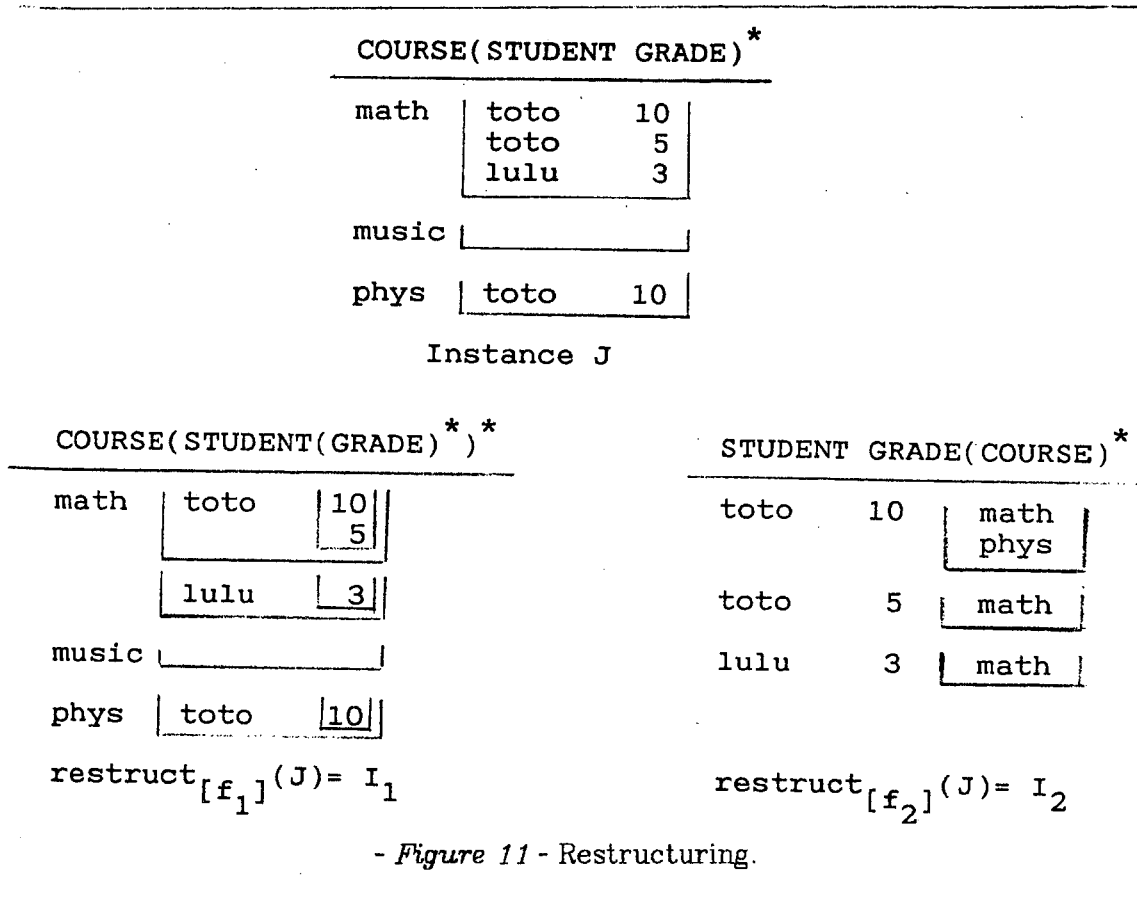 COURSE(STUDENT GRADE)*
math toto 10
toto 5
lulu 3
music
phys toto 10
Instance J
COURSE(STUDENT(GRADE)*)*
math toto 10
5
lulu 3
music
phys toto 10
restruct[f1](J)= I1
STUDENT GRADE(COURSE)*
toto 10 math
phys
toto 5 math
lulu 3 math
restruct[f2](J)= I2
- Figure 11 - Restructuring.